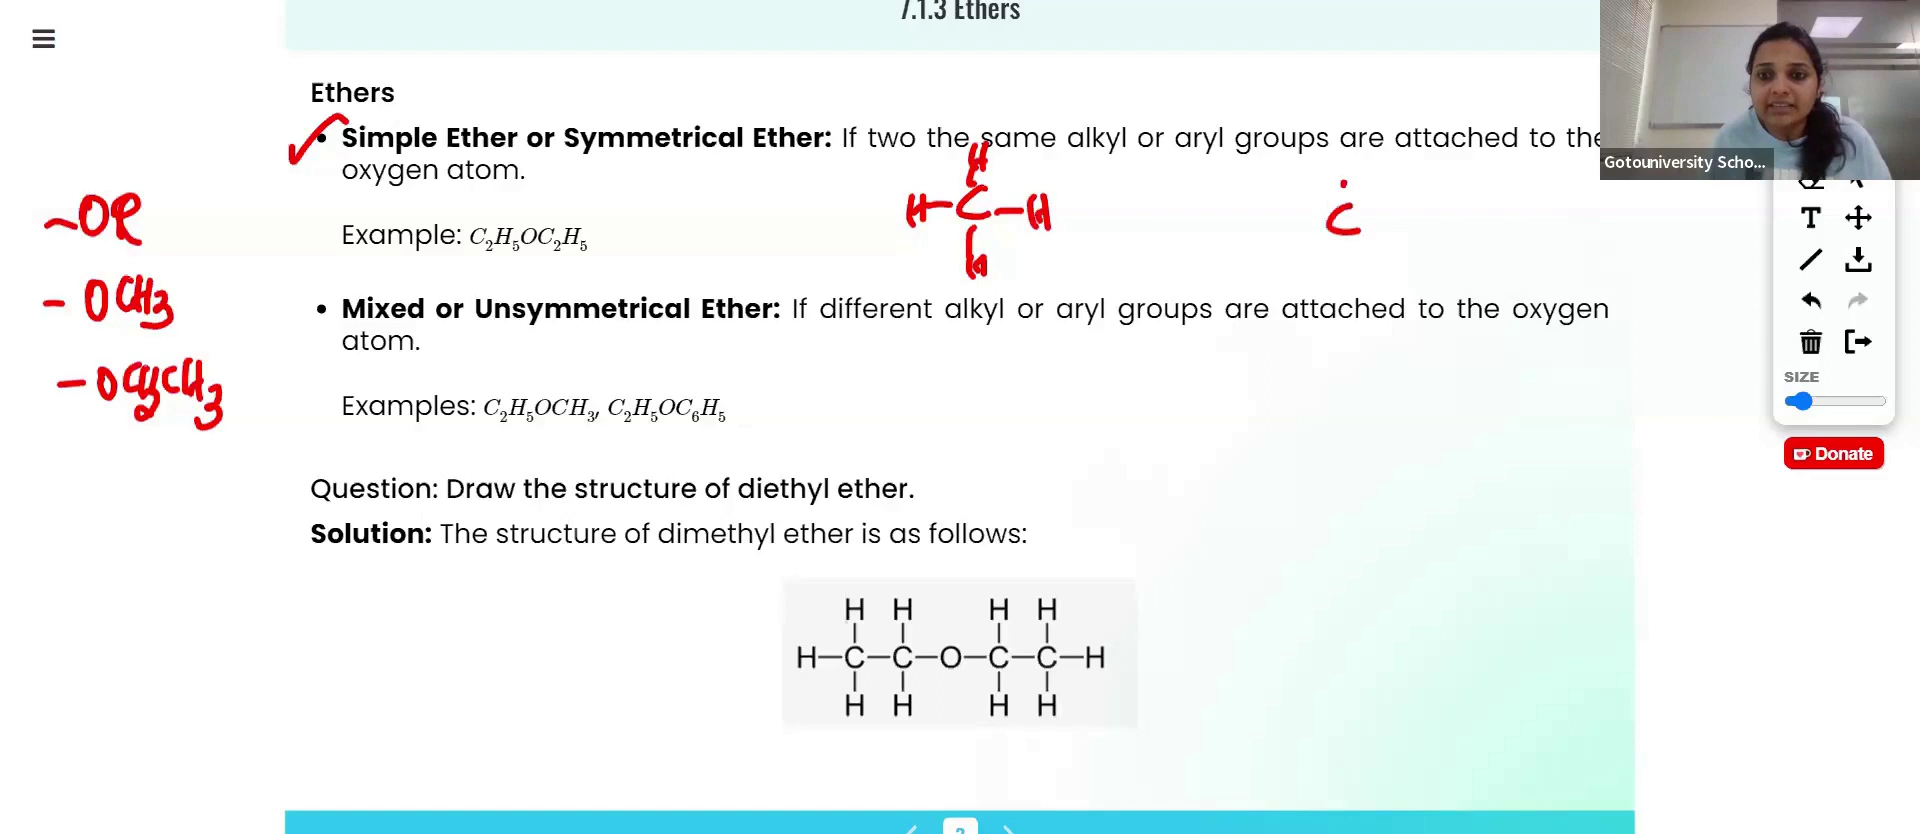 7.1.3 Ethers
Ethers
• Simple Ether or Symmetrical Ether: If two the same alkyl or aryl groups are attached to the
oxygen atom.
Gotouniversity Scho...
H
H-C-H
H
C
-OR
Example: C₂H₅OC₂H₅
T
-OCH₃
• Mixed or Unsymmetrical Ether: If different alkyl or aryl groups are attached to the oxygen
atom.
SIZE
-OCH₂CH₃
Examples: C₂H₅OCH₃, C₂H₅OC₆H₅
Donate
Question: Draw the structure of diethyl ether.
Solution: The structure of dimethyl ether is as follows:
H H H H
H-C-C-O-C-C-H
H H H H